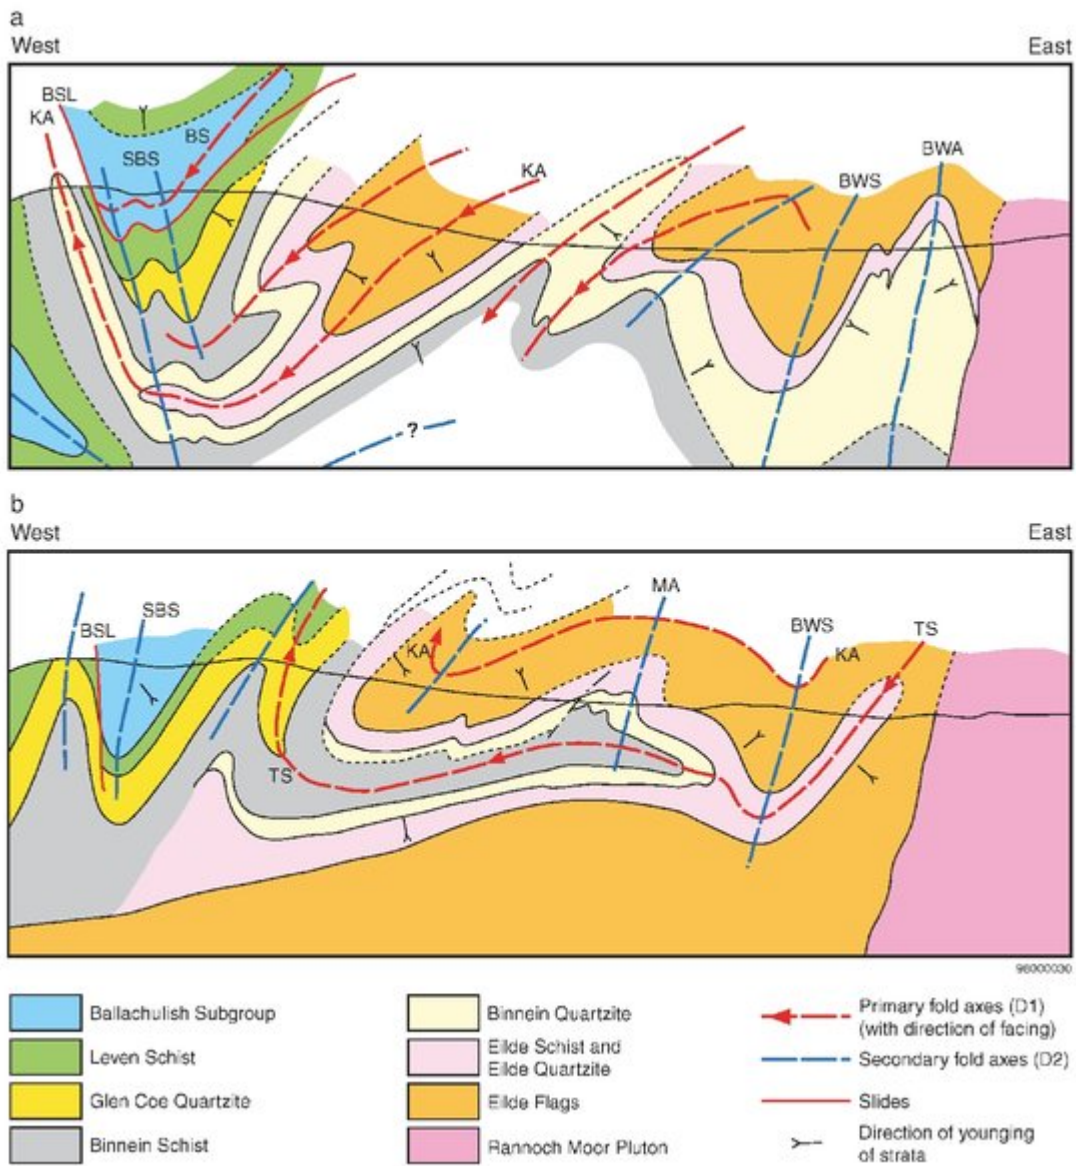 a
West East
BSL
KA
BS
SBS
KA
BWA
BWS
?
b
West East
MA
SBS
BSL
BWS
TS
KA
KA
TS
98000030
Ballachulish Subgroup
Leven Schist
Glen Coe Quartzite
Binnein Schist
Binnein Quartzite
Eilde Schist and
Eilde Quartzite
Eilde Flags
Rannoch Moor Pluton
Primary fold axes (D1)
(with direction of facing)
Secondary fold axes (D2)
Slides
Direction of younging
of strata